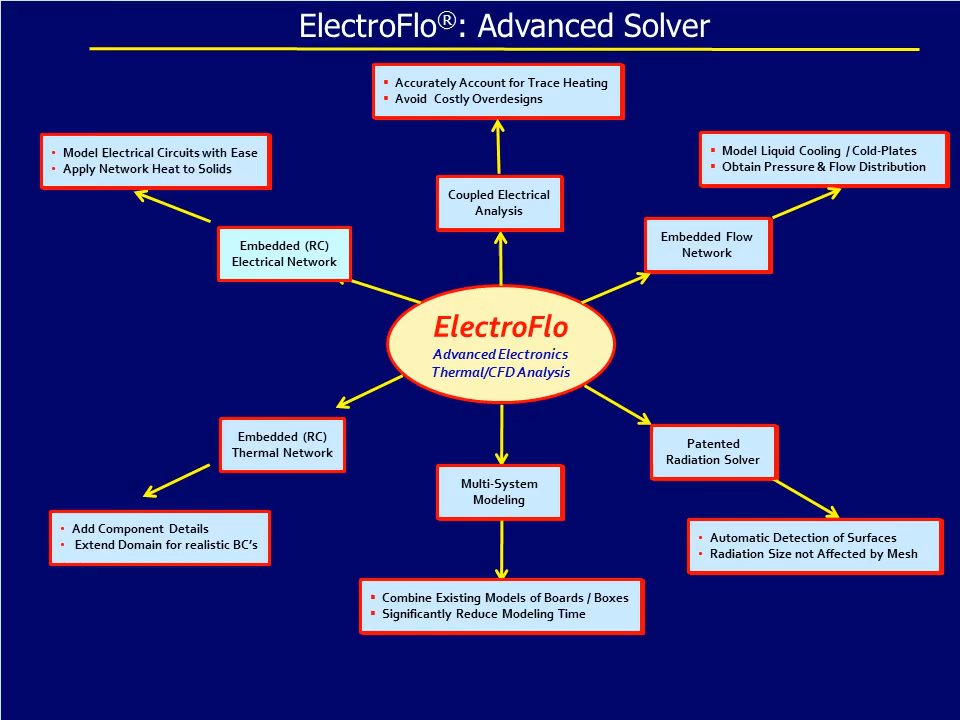 ElectroFlo®: Advanced Solver
▪ Accurately Account for Trace Heating
▪ Avoid Costly Overdesigns
• Model Electrical Circuits with Ease
• Apply Network Heat to Solids
▪ Model Liquid Cooling / Cold-Plates
▪ Obtain Pressure & Flow Distribution
Coupled Electrical
Analysis
Embedded (RC)
Electrical Network
Embedded Flow
Network
ElectroFlo
Advanced Electronics
Thermal/CFD Analysis
Embedded (RC)
Thermal Network
Patented
Radiation Solver
Multi-System
Modeling
• Add Component Details
• Extend Domain for realistic BC’s
• Automatic Detection of Surfaces
• Radiation Size not Affected by Mesh
▪ Combine Existing Models of Boards / Boxes
▪ Significantly Reduce Modeling Time